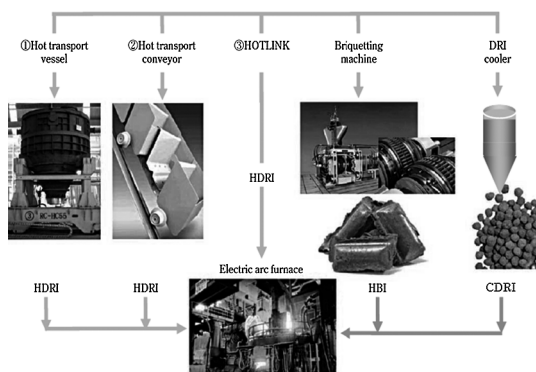 ①Hot transport
vessel
②Hot transport
conveyor
③HOTLINK
Briquetting
machine
DRI
cooler
HDRI
Electric arc furnace
HDRI
HDRI
HBI
CDRI